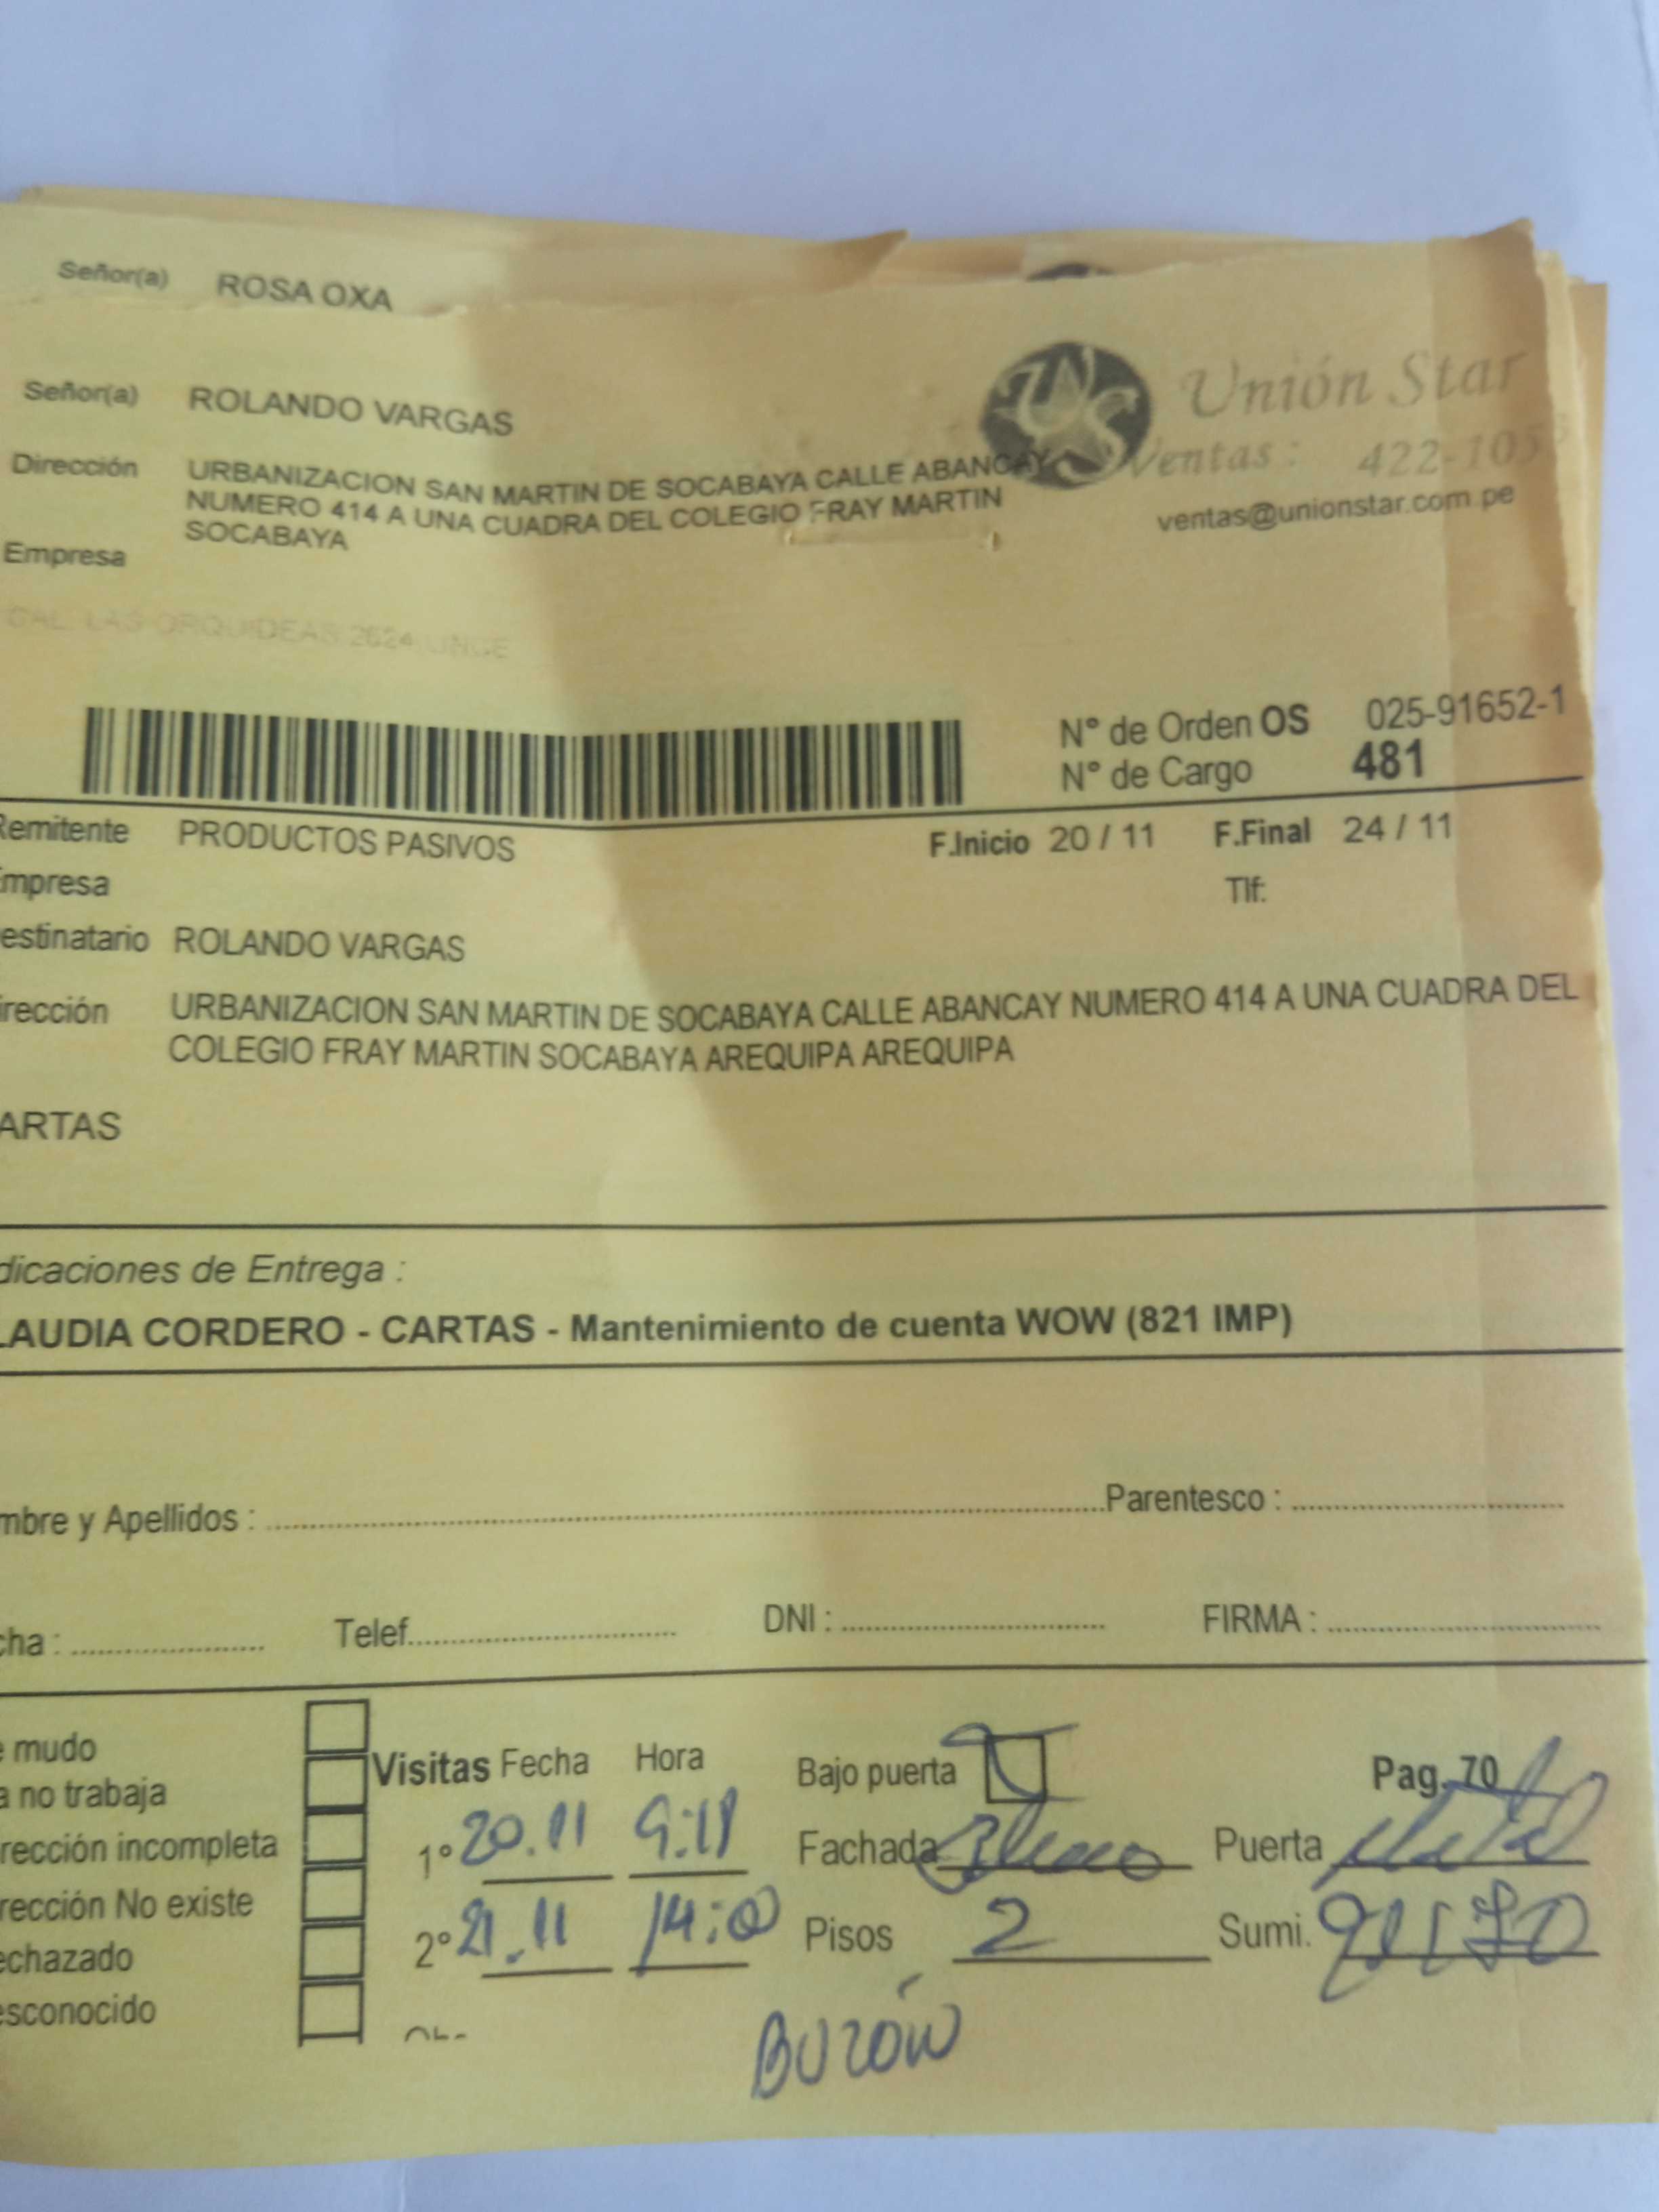 Señor(a) ROSA OXA
Señor(a) ROLANDO VARGAS
Unión Star
Dirección URBANIZACION SAN MARTIN DE SOCABAYA CALLE ABANCAY
Ventas: 422-105
NUMERO 414 A UNA CUADRA DEL COLEGIO FRAY MARTIN
ventas@unionstar.com.pe
SOCABAYA
Empresa
CAL. LAS ORQUIDEAS 2624 LINCE
N° de Orden OS 025-91652-1
N° de Cargo 481
Remitente PRODUCTOS PASIVOS F.Inicio 20 / 11 F.Final 24 / 11
mpresa Tlf:
estinatario ROLANDO VARGAS
irección URBANIZACION SAN MARTIN DE SOCABAYA CALLE ABANCAY NUMERO 414 A UNA CUADRA DEL
COLEGIO FRAY MARTIN SOCABAYA AREQUIPA AREQUIPA
ARTAS
dicaciones de Entrega :
LAUDIA CORDERO - CARTAS - Mantenimiento de cuenta WOW (821 IMP)
mbre y Apellidos : Parentesco :
cha : Telef. DNI : FIRMA :
e mudo
Visitas Fecha Hora Bajo puerta Pag. 70
a no trabaja
rección incompleta 1° 20.11 9:18 Fachada Puerta
rección No existe
2° 21.11 14:0 Pisos 2 Sumi.
echazado
esconocido
BUZÓN